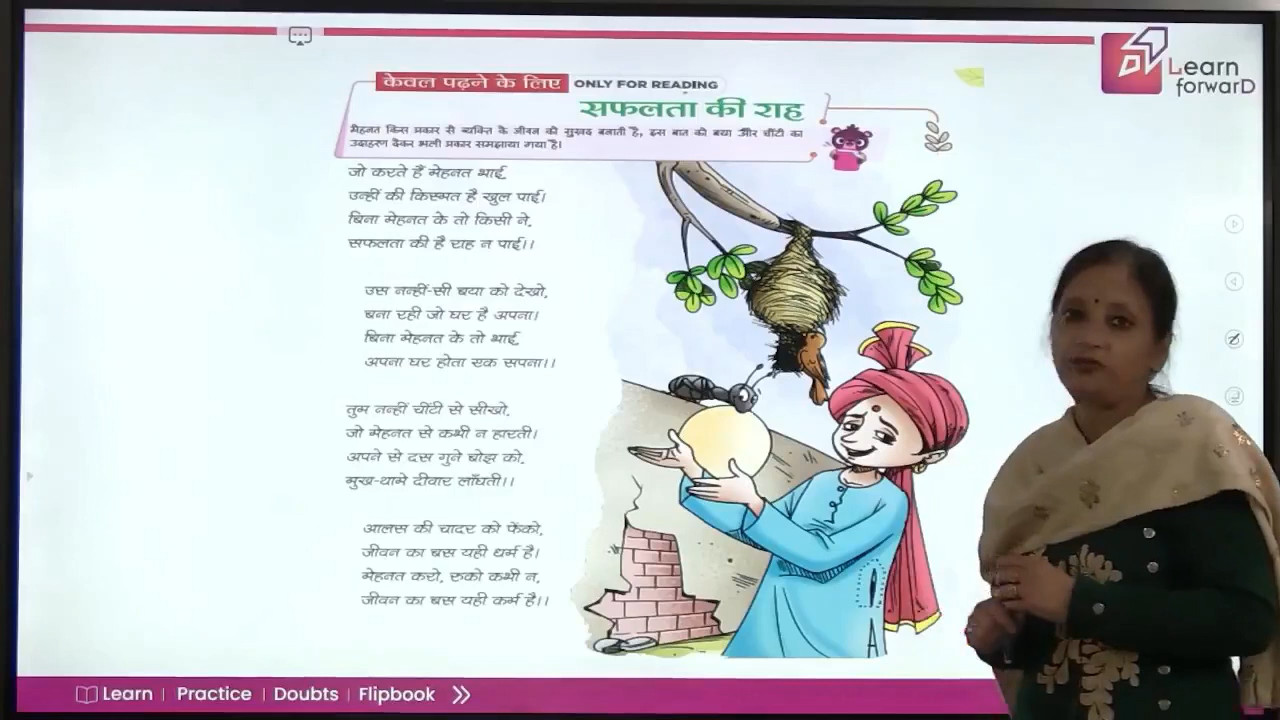 Learn
forwarD
केवल पढ़ने के लिए ONLY FOR READING
सफलता की राह
मेहनत किस प्रकार से व्यक्ति के जीवन को सुखद बनाती है, इस बात को बया और चींटी का
उदाहरण देकर भली प्रकार समझाया गया है।
जो करते हैं मेहनत भाई,
उन्हीं की किस्मत है खुल पाई।
बिना मेहनत के तो किसी ने,
सफलता की है राह न पाई।।
उस नन्हीं-सी बया को देखो,
बना रही जो घर है अपना।
बिना मेहनत के तो भाई,
अपना घर होता एक सपना।।
तुम नन्हीं चींटी से सीखो,
जो मेहनत से कभी न हारती।
अपने से दस गुने बोझ को,
मुख-थामे दीवार लाँघती।।
आलस की चादर को फेंको,
जीवन का बस यही धर्म है।
मेहनत करो, रुको कभी न,
जीवन का बस यही कर्म है।।
Learn | Practice | Doubts | Flipbook